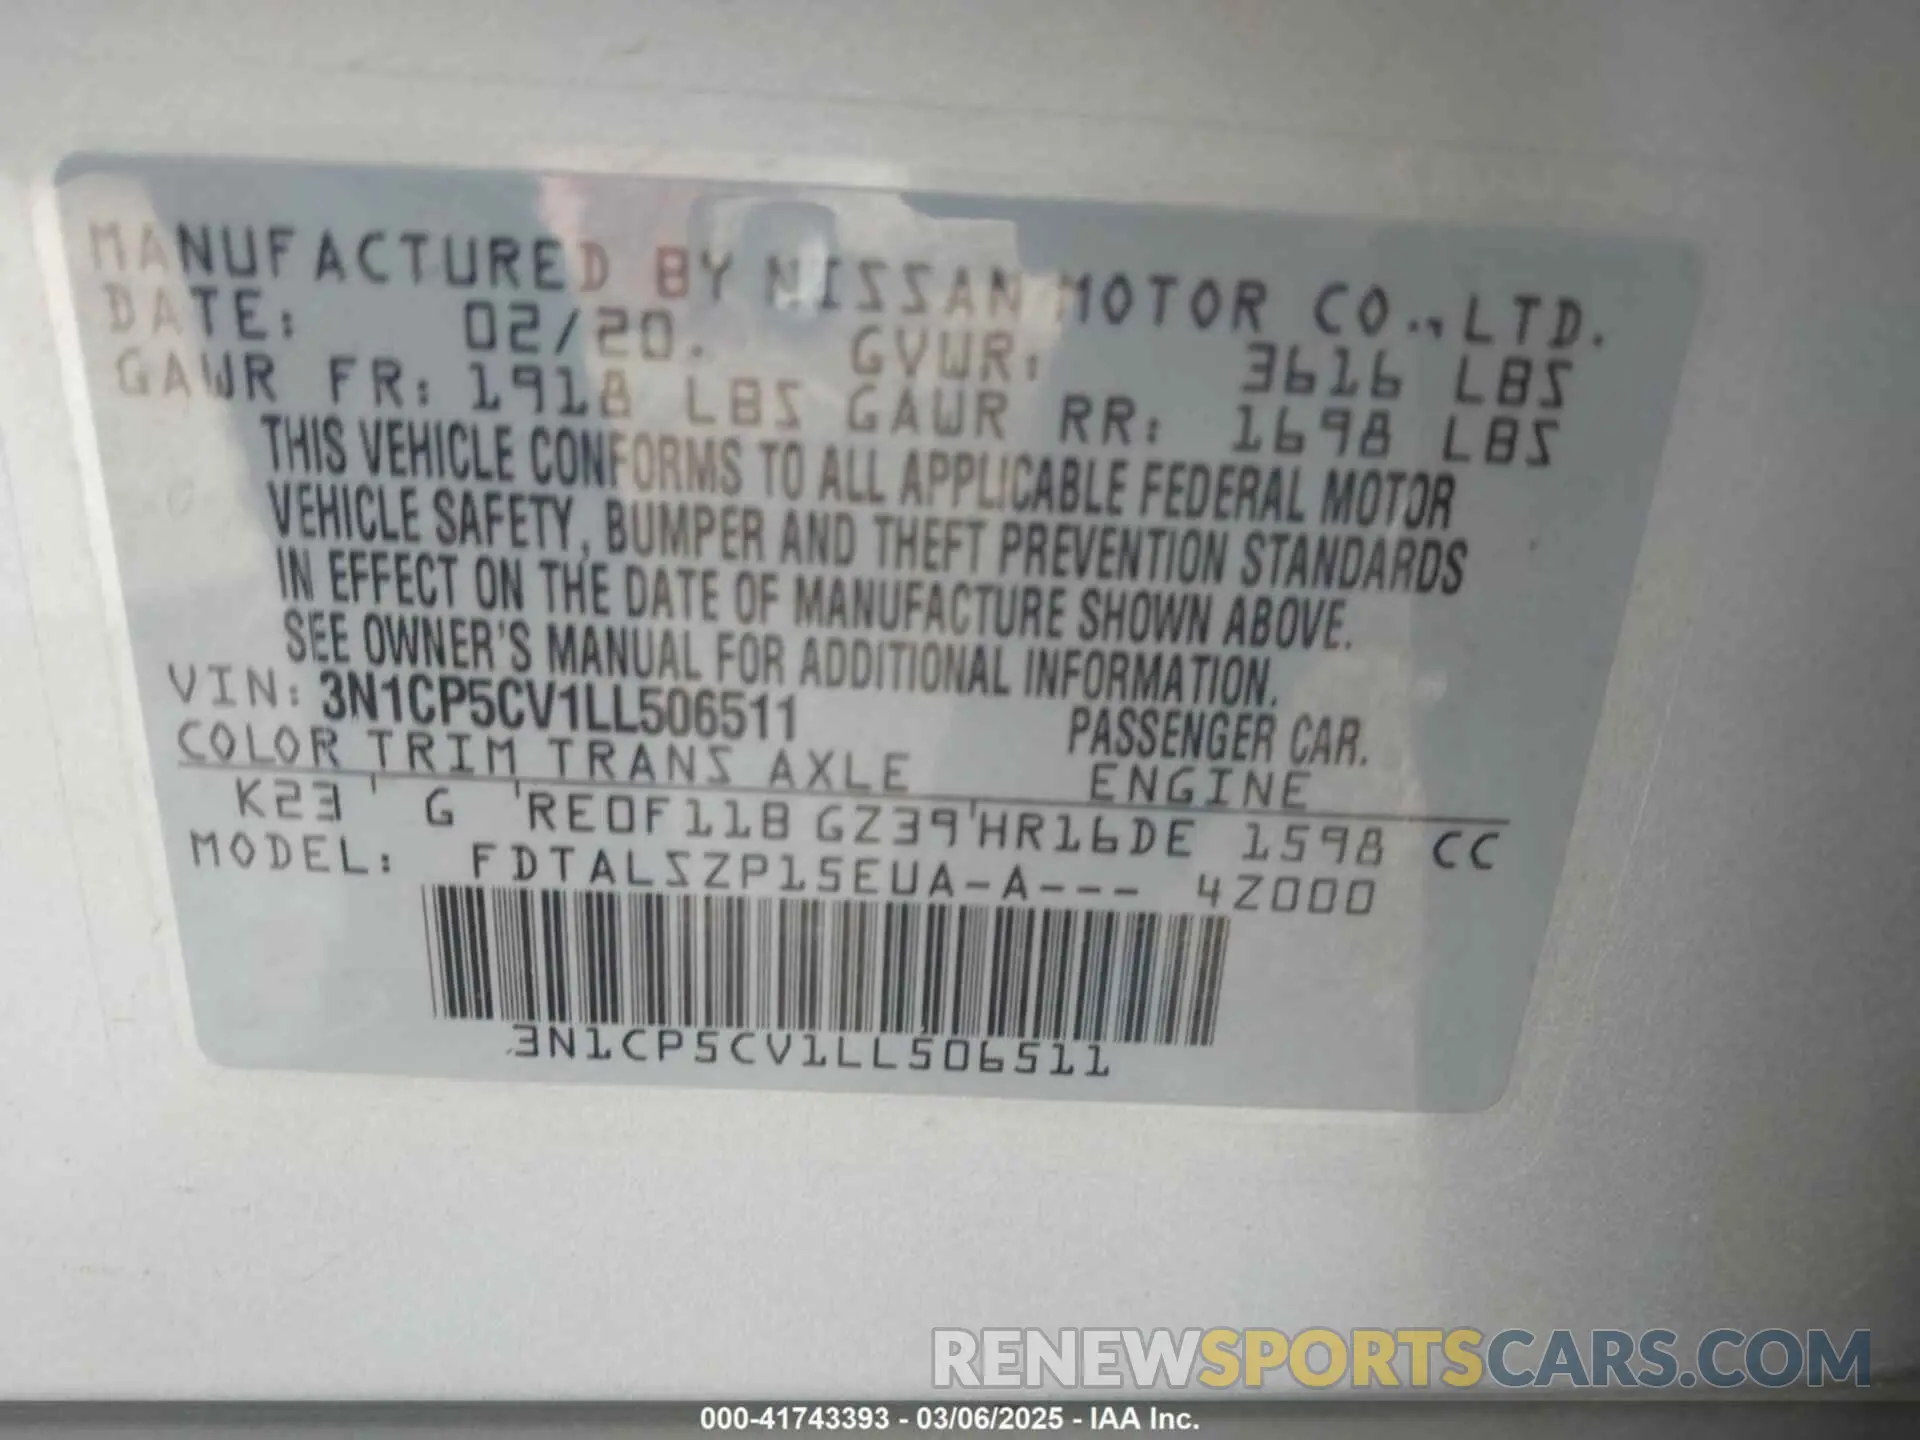 MANUFACTURED BY NISSAN MOTOR CO., LTD.
DATE: 02/20. GVWR: 3616 LBS
GAWR FR: 1918 LBS GAWR RR: 1698 LBS
THIS VEHICLE CONFORMS TO ALL APPLICABLE FEDERAL MOTOR
VEHICLE SAFETY, BUMPER AND THEFT PREVENTION STANDARDS
IN EFFECT ON THE DATE OF MANUFACTURE SHOWN ABOVE.
SEE OWNER'S MANUAL FOR ADDITIONAL INFORMATION.
VIN: 3N1CP5CV1LL506511 PASSENGER CAR.
COLOR TRIM TRANS AXLE ENGINE
K23 G RE0F11B GZ39 HR16DE 1598 CC
MODEL: FDTALSZP15EUA-A--- 4Z000
3N1CP5CV1LL506511
RENEWSPORTSCARS.COM
000-41743393 - 03/06/2025 - IAA Inc.